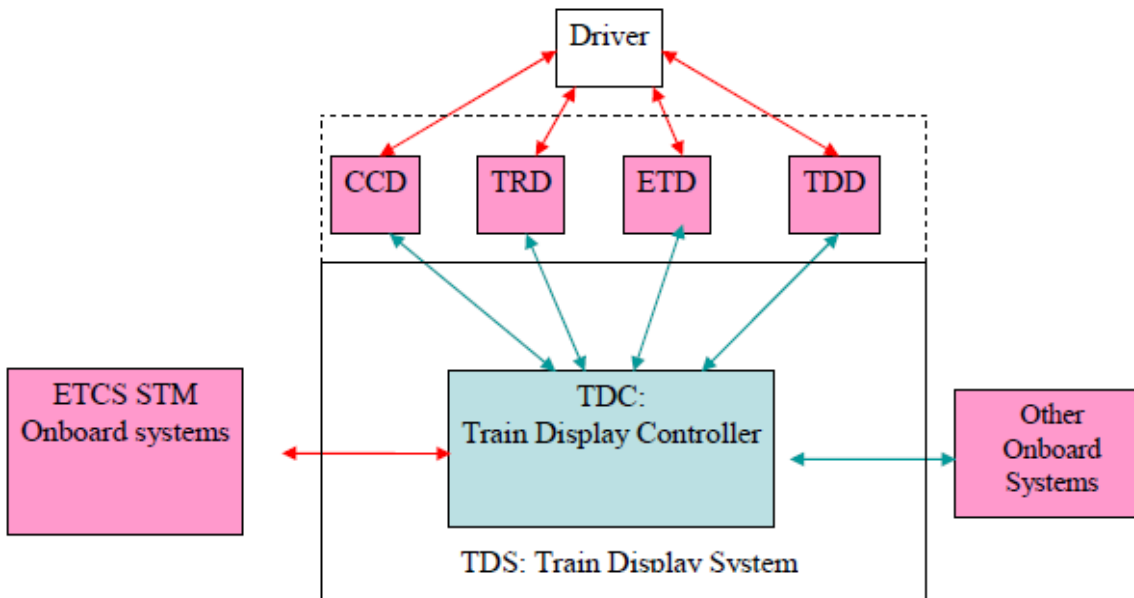 Driver
CCD
TRD
ETD
TDD
ETCS STM
Onboard systems
TDC:
Train Display Controller
Other
Onboard
Systems
TDS: Train Display System